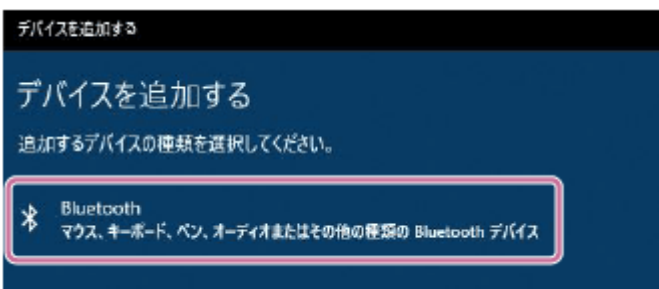 デバイスを追加する
デバイスを追加する
追加するデバイスの種類を選択してください。
Bluetooth
マウス、キーボード、ペン、オーディオまたはその他の種類の Bluetooth デバイス